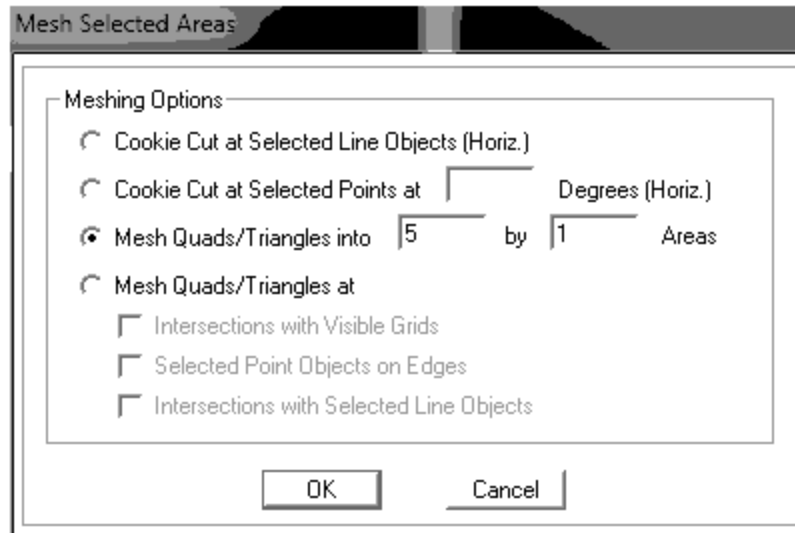 Mesh Selected Areas
Meshing Options
Cookie Cut at Selected Line Objects (Horiz.)
Cookie Cut at Selected Points at Degrees (Horiz.)
Mesh Quads/Triangles into 5 by 1 Areas
Mesh Quads/Triangles at
Intersections with Visible Grids
Selected Point Objects on Edges
Intersections with Selected Line Objects
OK Cancel